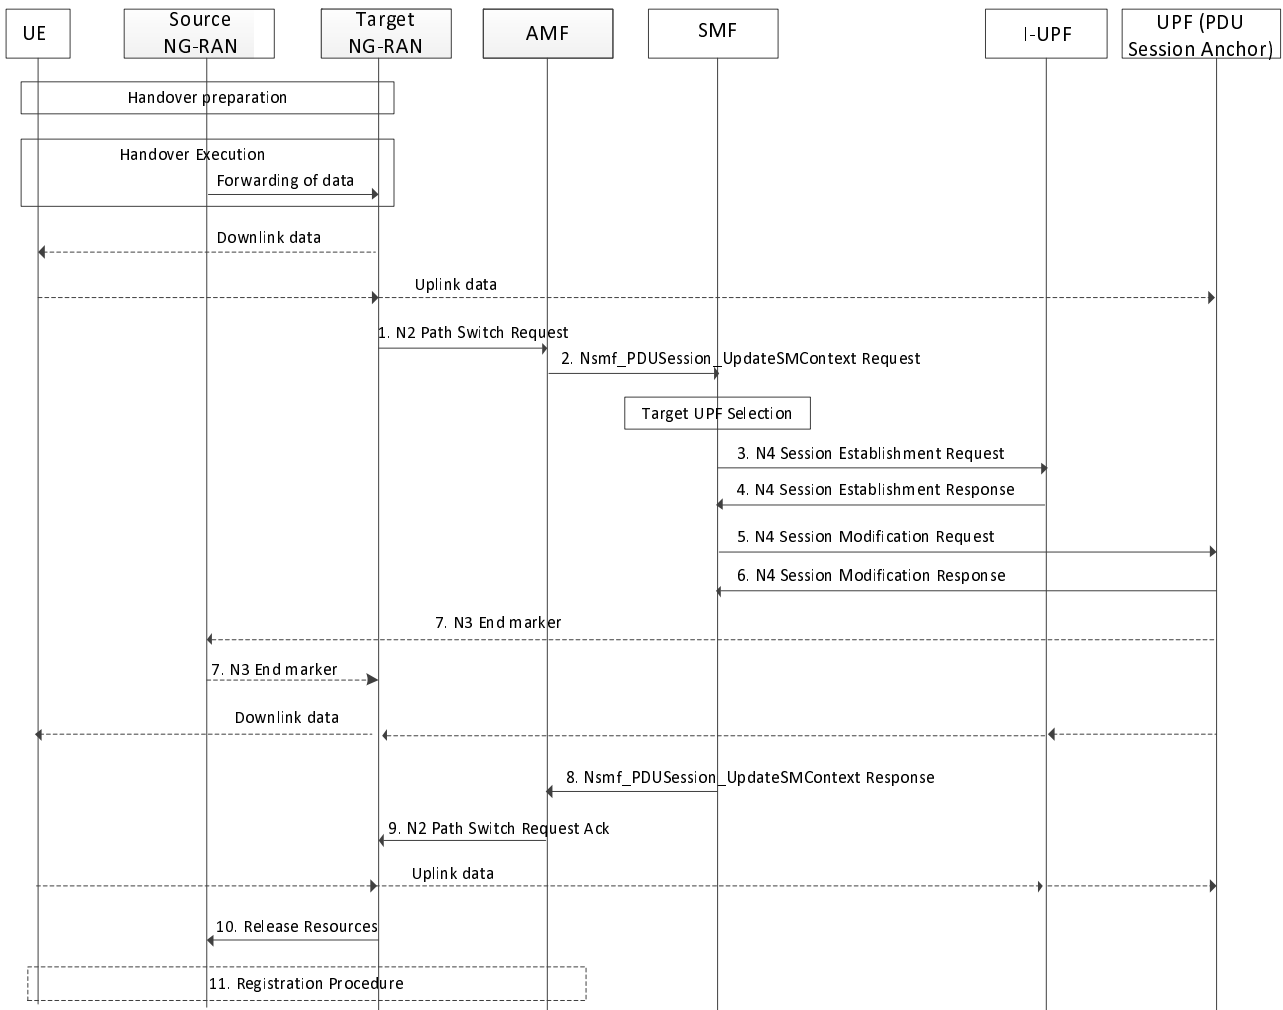 UE
Source
NG-RAN
Target
NG-RAN
AMF
SMF
I-UPF
UPF (PDU
Session Anchor)
Handover preparation
Handover Execution
Forwarding of data
Downlink data
Uplink data
1. N2 Path Switch Request
2. Nsmf_PDUSession_UpdateSMContext Request
Target UPF Selection
3. N4 Session Establishment Request
4. N4 Session Establishment Response
5. N4 Session Modification Request
6. N4 Session Modification Response
7. N3 End marker
7. N3 End marker
Downlink data
8. Nsmf_PDUSession_UpdateSMContext Response
9. N2 Path Switch Request Ack
Uplink data
10. Release Resources
11. Registration Procedure